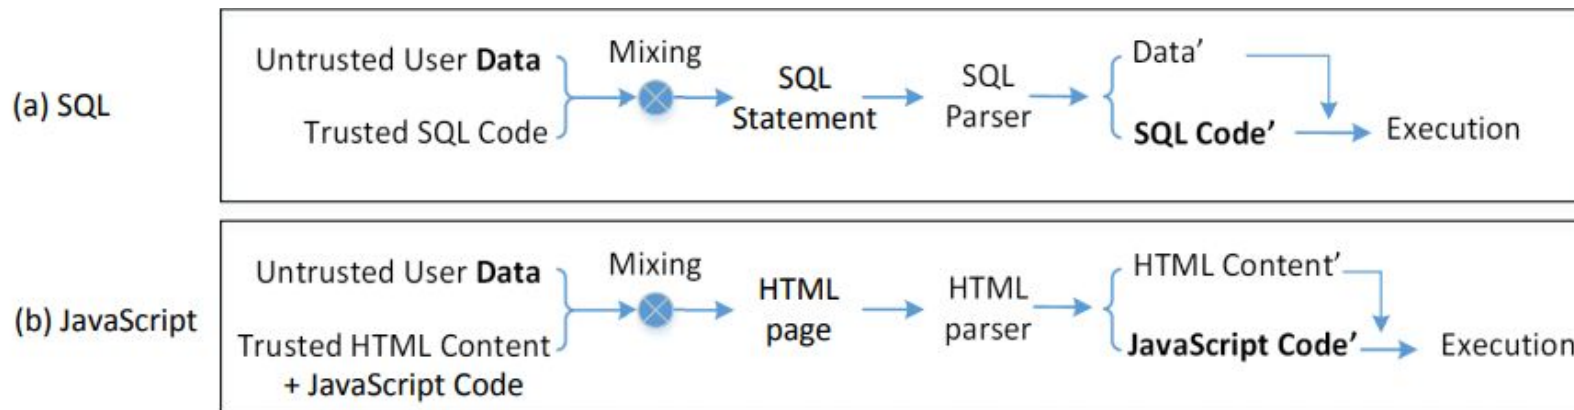 (a) SQL
Untrusted User Data
Trusted SQL Code
Mixing
SQL
Statement
SQL
Parser
Data’
SQL Code’
Execution
(b) JavaScript
Untrusted User Data
Trusted HTML Content
+ JavaScript Code
Mixing
HTML
page
HTML
parser
HTML Content’
JavaScript Code’
Execution